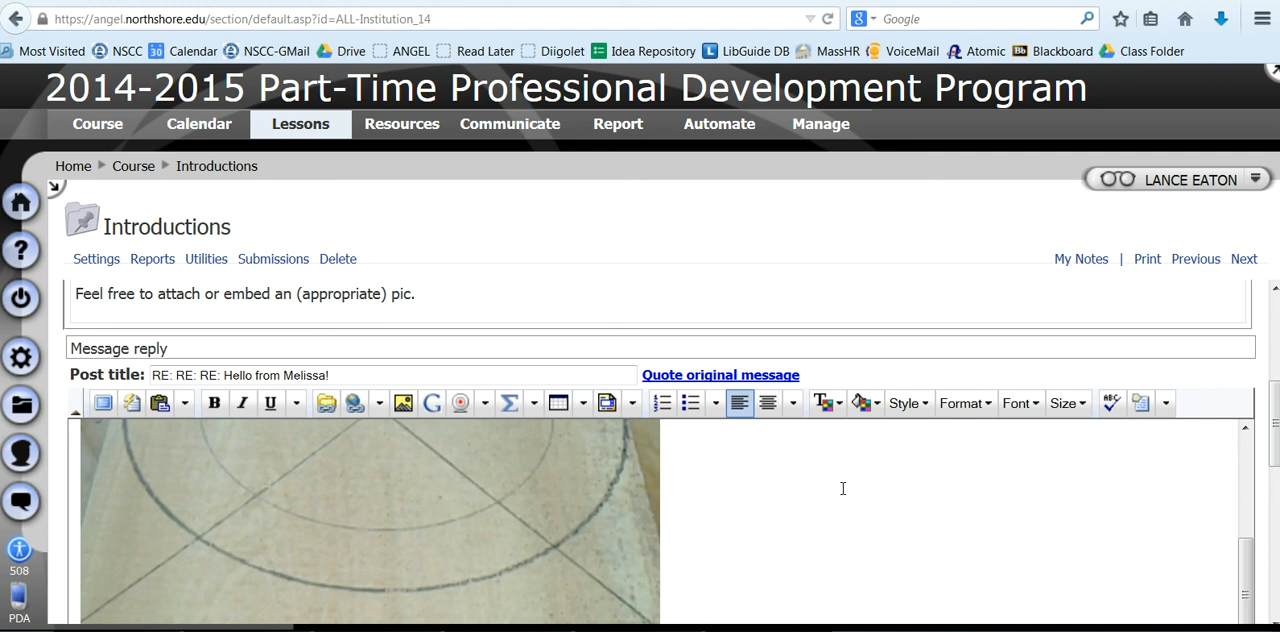 https://angel.northshore.edu/section/default.asp?id=ALL-Institution_14
8 Google
Most Visited NSCC 30 Calendar NSCC-GMail Drive ANGEL Read Later Diigolet Idea Repository L LibGuide DB MassHR VoiceMail Atomic Bb Blackboard Class Folder
2014-2015 Part-Time Professional Development Program
Course Calendar Lessons Resources Communicate Report Automate Manage
Home Course Introductions
LANCE EATON
Introductions
Settings Reports Utilities Submissions Delete My Notes | Print Previous Next
Feel free to attach or embed an (appropriate) pic.
Message reply
Post title: RE: RE: RE: Hello from Melissa! Quote original message
B I U G Σ T Style Format Font Size ABC
508
PDA